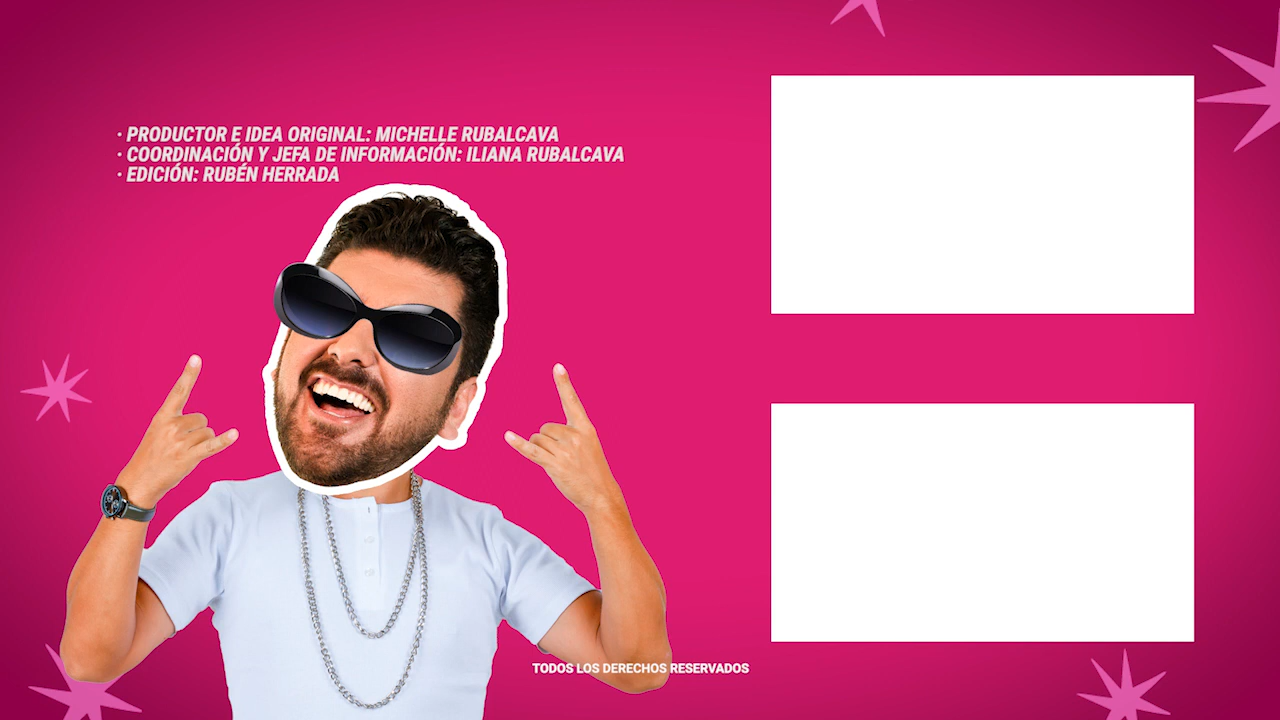 · PRODUCTOR E IDEA ORIGINAL: MICHELLE RUBALCAVA
· COORDINACIÓN Y JEFA DE INFORMACIÓN: ILIANA RUBALCAVA
· EDICIÓN: RUBÉN HERRADA
TODOS LOS DERECHOS RESERVADOS